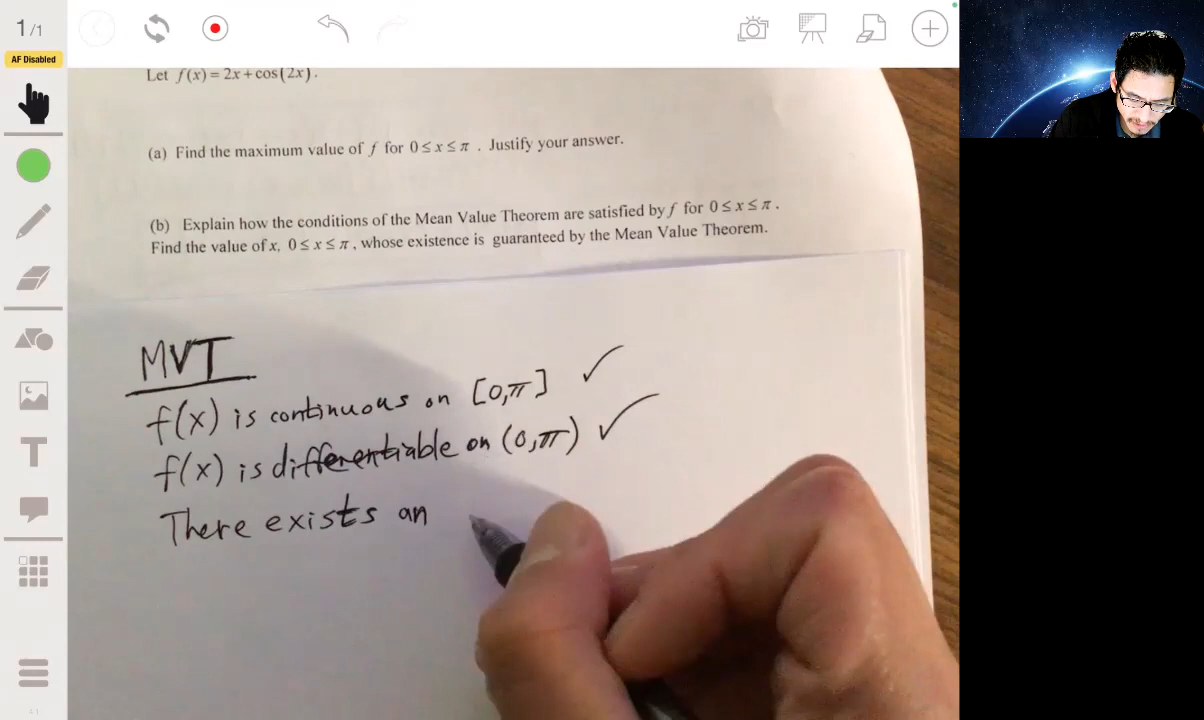 1/1
AF Disabled
Let f(x) = 2x + cos(2x).
(a) Find the maximum value of f for 0 ≤ x ≤ π . Justify your answer.
(b) Explain how the conditions of the Mean Value Theorem are satisfied by f for 0 ≤ x ≤ π .
Find the value of x, 0 ≤ x ≤ π , whose existence is guaranteed by the Mean Value Theorem.
MVT
f(x) is continuous on [0,π] ✓
f(x) is differentiable on (0,π) ✓
There exists an
T